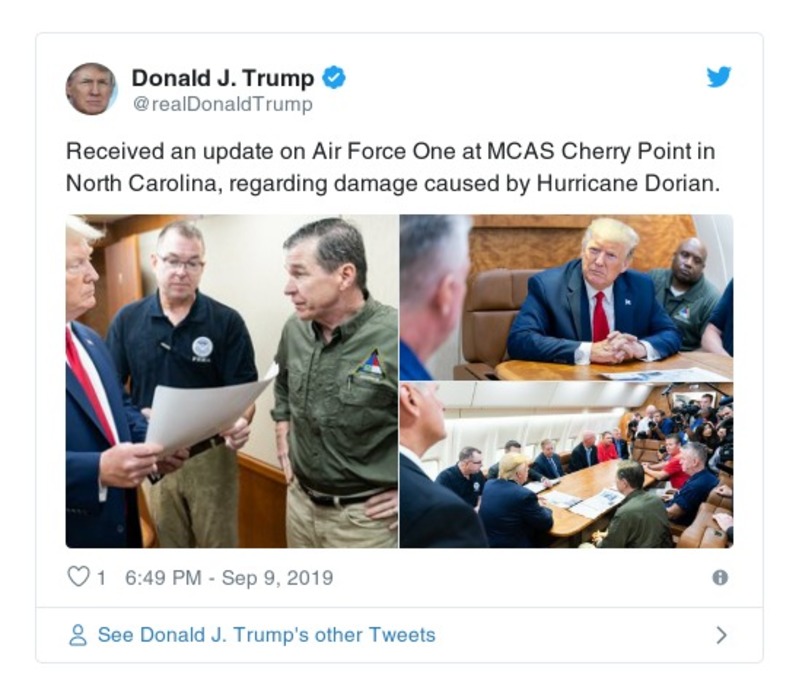 Donald J. Trump
@realDonaldTrump
Received an update on Air Force One at MCAS Cherry Point in
North Carolina, regarding damage caused by Hurricane Dorian.
FEMA
1 6:49 PM - Sep 9, 2019
See Donald J. Trump's other Tweets